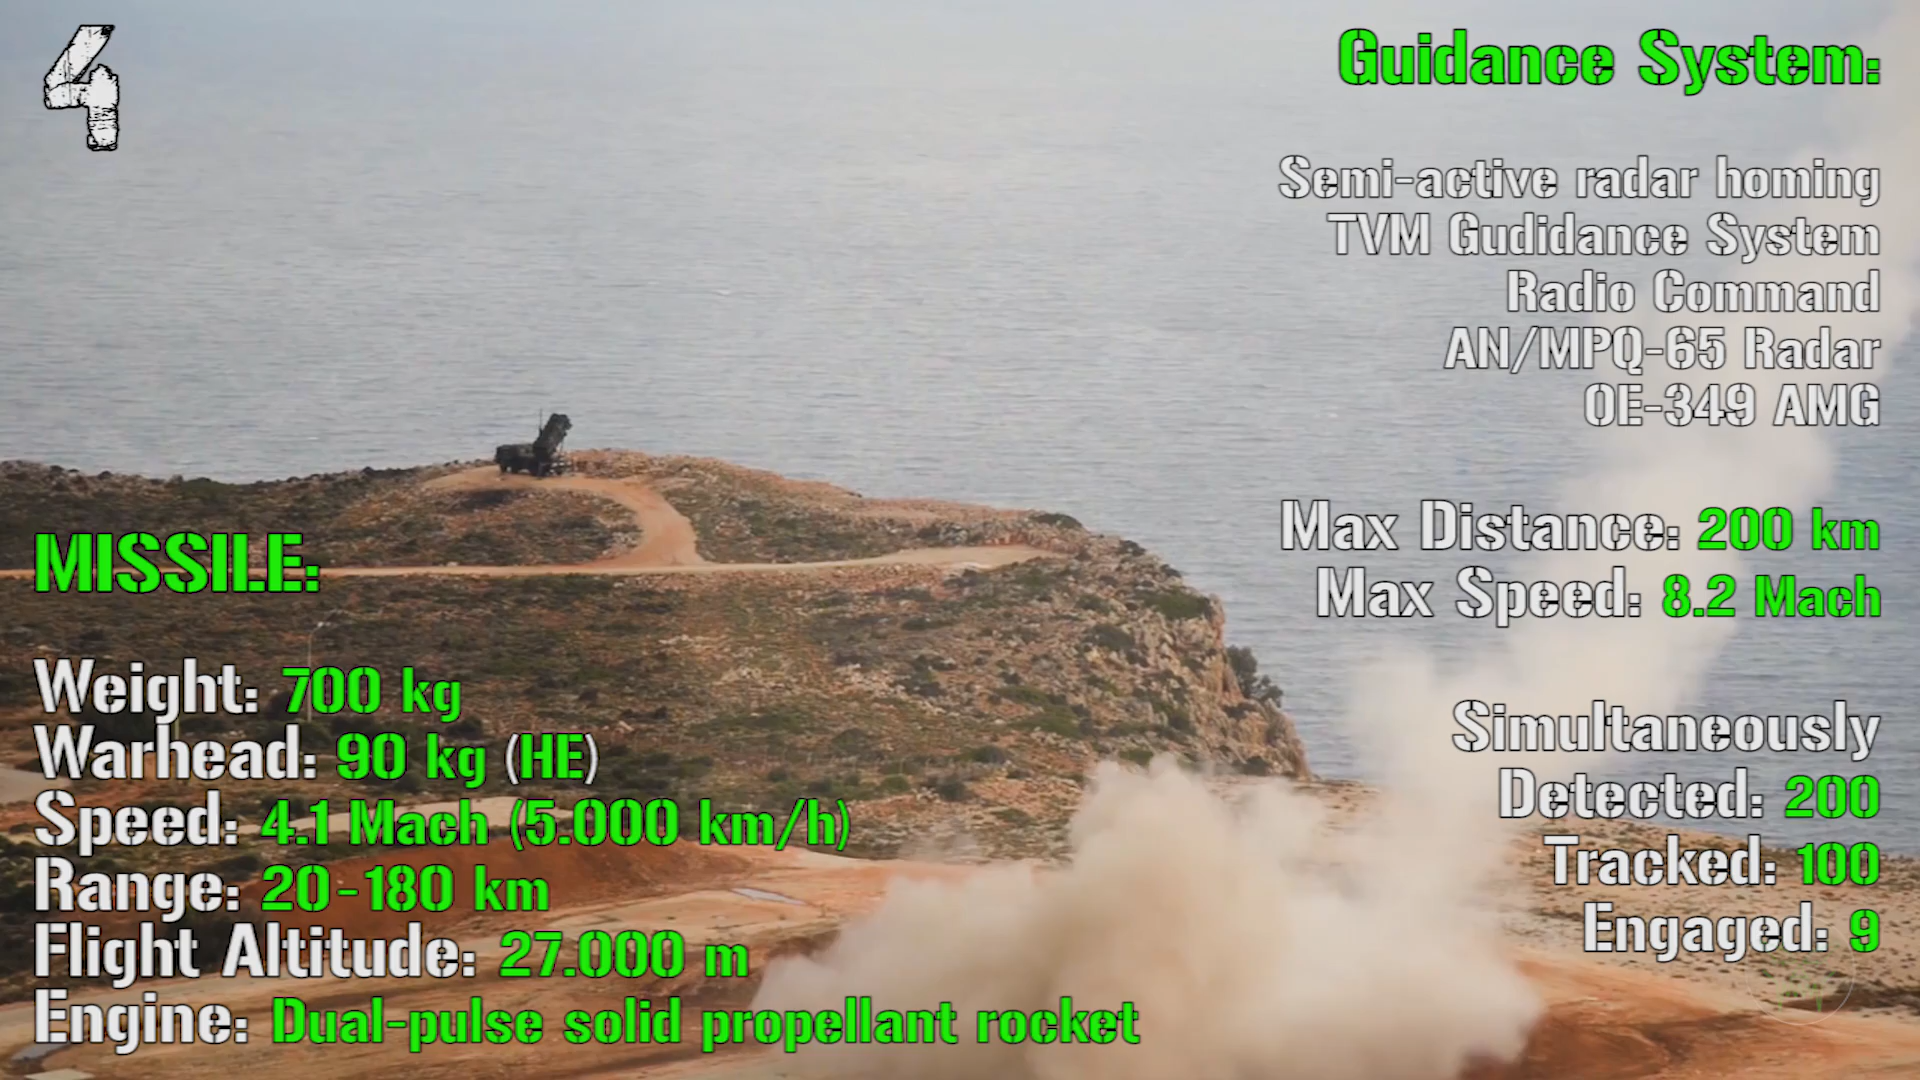 4
Guidance System:
Semi-active radar homing
TVM Gudidance System
Radio Command
AN/MPQ-65 Radar
OE-349 AMG
Max Distance: 200 km
Max Speed: 8.2 Mach
Simultaneously
Detected: 200
Tracked: 100
Engaged: 9
MISSILE:
Weight: 700 kg
Warhead: 90 kg (HE)
Speed: 4.1 Mach (5.000 km/h)
Range: 20-180 km
Flight Altitude: 27.000 m
Engine: Dual-pulse solid propellant rocket